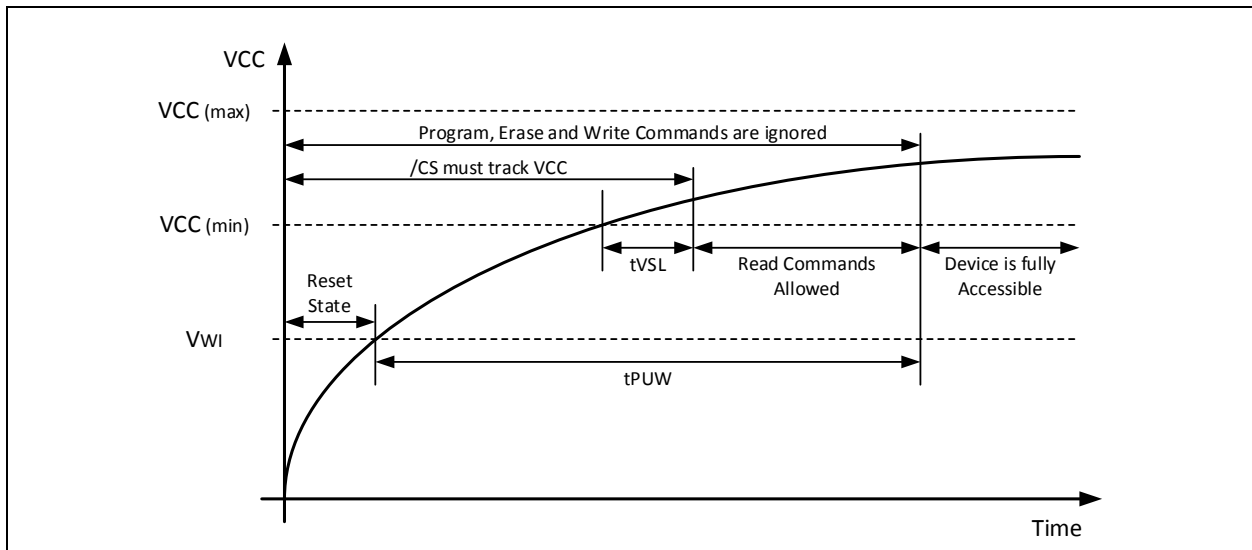 VCC
VCC (max)
Program, Erase and Write Commands are ignored
/CS must track VCC
VCC (min)
tVSL
Read Commands
Allowed
Device is fully
Accessible
Reset
State
VWI
tPUW
Time